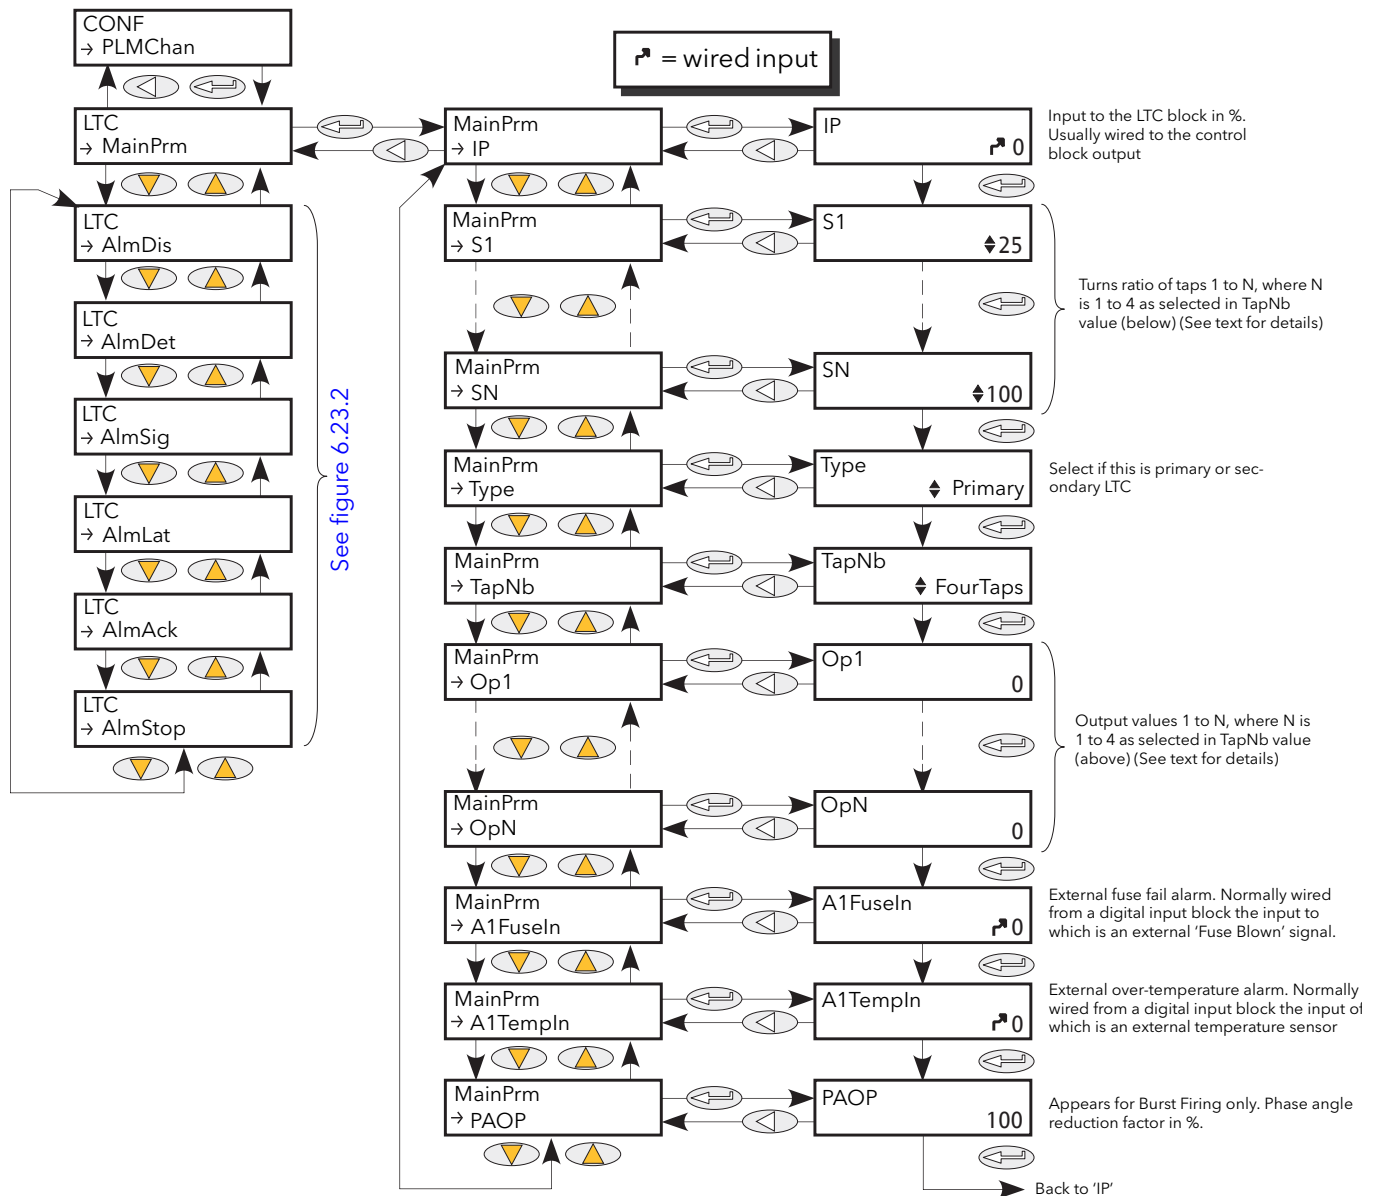 CONF
→ PLMChan
= wired input
LTC
→ MainPrm
MainPrm
→ IP
IP
0
Input to the LTC block in %.
Usually wired to the control
block output
LTC
→ AlmDis
MainPrm
→ S1
S1
25
Turns ratio of taps 1 to N, where N
is 1 to 4 as selected in TapNb
value (below) (See text for details)
LTC
→ AlmDet
MainPrm
→ SN
SN
100
LTC
→ AlmSig
See figure 6.23.2
MainPrm
→ Type
Type
Primary
Select if this is primary or sec-
ondary LTC
LTC
→ AlmLat
MainPrm
→ TapNb
TapNb
FourTaps
LTC
→ AlmAck
MainPrm
→ Op1
Op1
0
Output values 1 to N, where N is
1 to 4 as selected in TapNb value
(above) (See text for details)
LTC
→ AlmStop
MainPrm
→ OpN
OpN
0
MainPrm
→ A1FuseIn
A1FuseIn
0
External fuse fail alarm. Normally wired
from a digital input block the input to
which is an external ‘Fuse Blown’ signal.
MainPrm
→ A1TempIn
A1TempIn
0
External over-temperature alarm. Normally
wired from a digital input block the input of
which is an external temperature sensor
MainPrm
→ PAOP
PAOP
100
Appears for Burst Firing only. Phase angle
reduction factor in %.
Back to ‘IP’